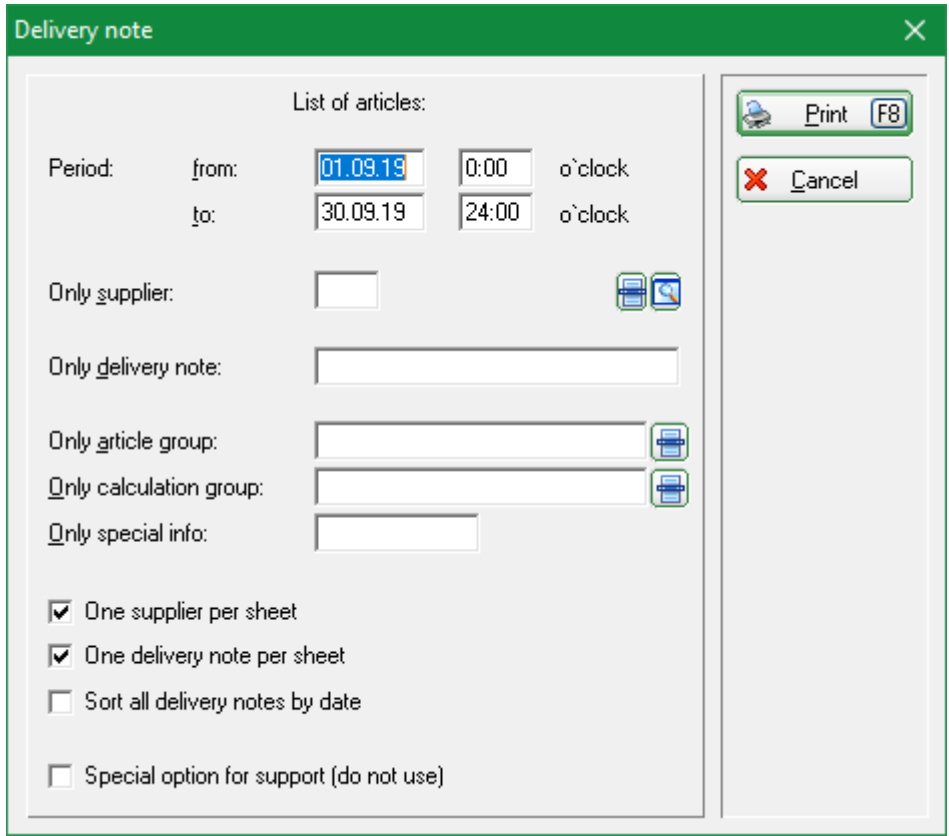 Delivery note
List of articles:
Period: from: 01.09.19 0:00 o`clock
to: 30.09.19 24:00 o`clock
Only supplier:
Only delivery note:
Only article group:
Only calculation group:
Only special info:
One supplier per sheet
One delivery note per sheet
Sort all delivery notes by date
Special option for support (do not use)
Print F8
Cancel